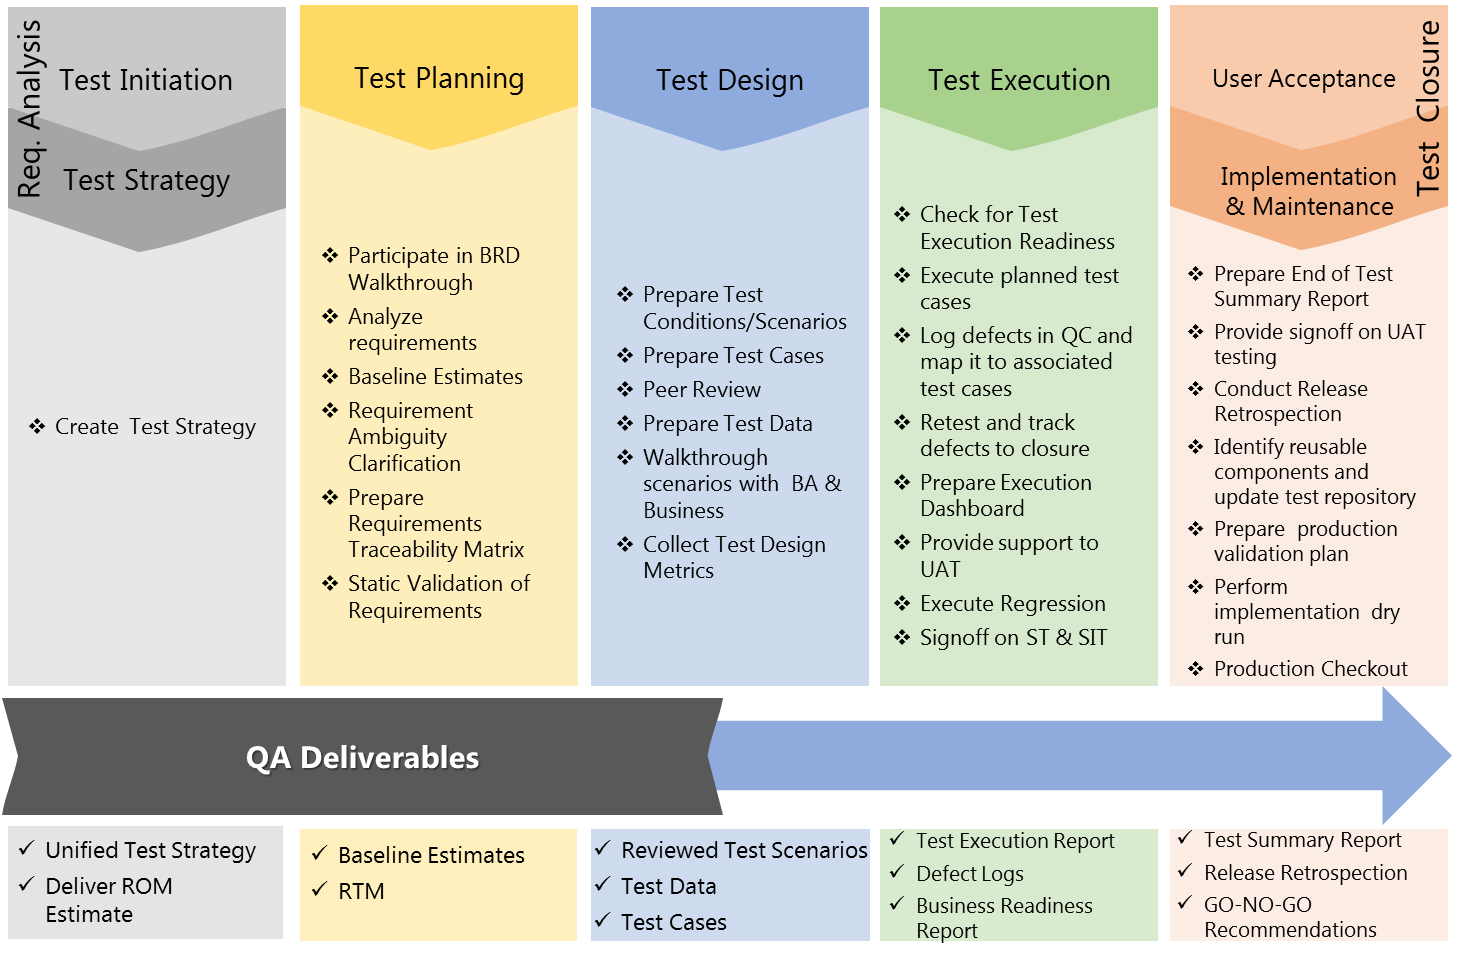 Req. Analysis
Test Initiation
Test Strategy
❖ Create Test Strategy
Test Planning
❖ Participate in BRD
Walkthrough
❖ Analyze
requirements
❖ Baseline Estimates
❖ Requirement
Ambiguity
Clarification
❖ Prepare
Requirements
Traceability Matrix
❖ Static Validation of
Requirements
Test Design
❖ Prepare Test
Conditions/Scenarios
❖ Prepare Test Cases
❖ Peer Review
❖ Prepare Test Data
❖ Walkthrough
scenarios with BA &
Business
❖ Collect Test Design
Metrics
Test Execution
❖ Check for Test
Execution Readiness
❖ Execute planned test
cases
❖ Log defects in QC and
map it to associated
test cases
❖ Retest and track
defects to closure
❖ Prepare Execution
Dashboard
❖ Provide support to
UAT
❖ Execute Regression
❖ Signoff on ST & SIT
User Acceptance
Implementation
& Maintenance
Test Closure
❖ Prepare End of Test
Summary Report
❖ Provide signoff on UAT
testing
❖ Conduct Release
Retrospection
❖ Identify reusable
components and
update test repository
❖ Prepare production
validation plan
❖ Perform
implementation dry
run
❖ Production Checkout
QA Deliverables
✓ Unified Test Strategy
✓ Deliver ROM
Estimate
✓ Baseline Estimates
✓ RTM
✓ Reviewed Test Scenarios
✓ Test Data
✓ Test Cases
✓ Test Execution Report
✓ Defect Logs
✓ Business Readiness
Report
✓ Test Summary Report
✓ Release Retrospection
✓ GO-NO-GO
Recommendations